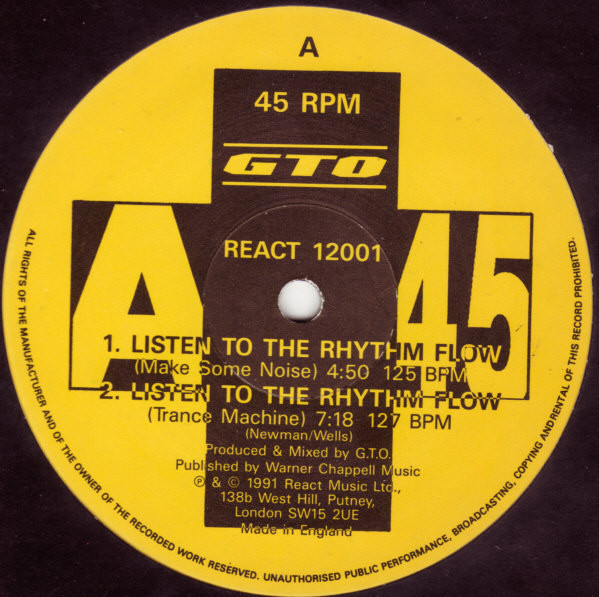 A
45 RPM
GTO
REACT 12001
A 45
1. LISTEN TO THE RHYTHM FLOW
(Make Some Noise) 4:50 125 BPM
2. LISTEN TO THE RHYTHM FLOW
(Trance Machine) 7:18 127 BPM
(Newman/Wells)
Produced & Mixed by G.T.O.
Published by Warner Chappell Music
℗ & © 1991 React Music Ltd.,
138b West Hill, Putney,
London SW15 2UE
Made in England
ALL RIGHTS OF THE MANUFACTURER AND OF THE OWNER OF THE RECORDED WORK RESERVED. UNAUTHORISED PUBLIC PERFORMANCE, BROADCASTING, COPYING AND RENTAL OF THIS RECORD PROHIBITED.